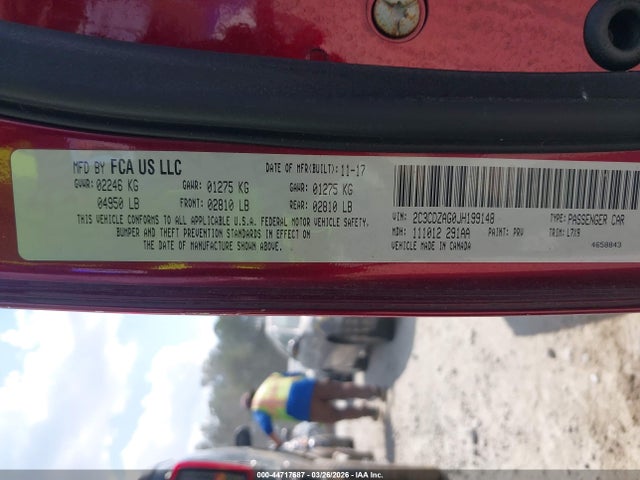 MFD BY FCA US LLC
DATE OF MFR(BUILT): 11-17
GVWR: 02246 KG
GAWR: 01275 KG
GAWR: 01275 KG
04950 LB
FRONT: 02810 LB
REAR: 02810 LB
THIS VEHICLE CONFORMS TO ALL APPLICABLE U.S.A. FEDERAL MOTOR VEHICLE SAFETY,
BUMPER AND THEFT PREVENTION STANDARDS IN EFFECT ON THE
DATE OF MANUFACTURE SHOWN ABOVE.
VIN: 2C3CDZAG0JH199148
TYPE: PASSENGER CAR
MDH: 111012 291AA
PAINT: PRV
TRIM: L7X9
VEHICLE MADE IN CANADA
4658843
000-44717687 - 03/26/2026 - IAAI